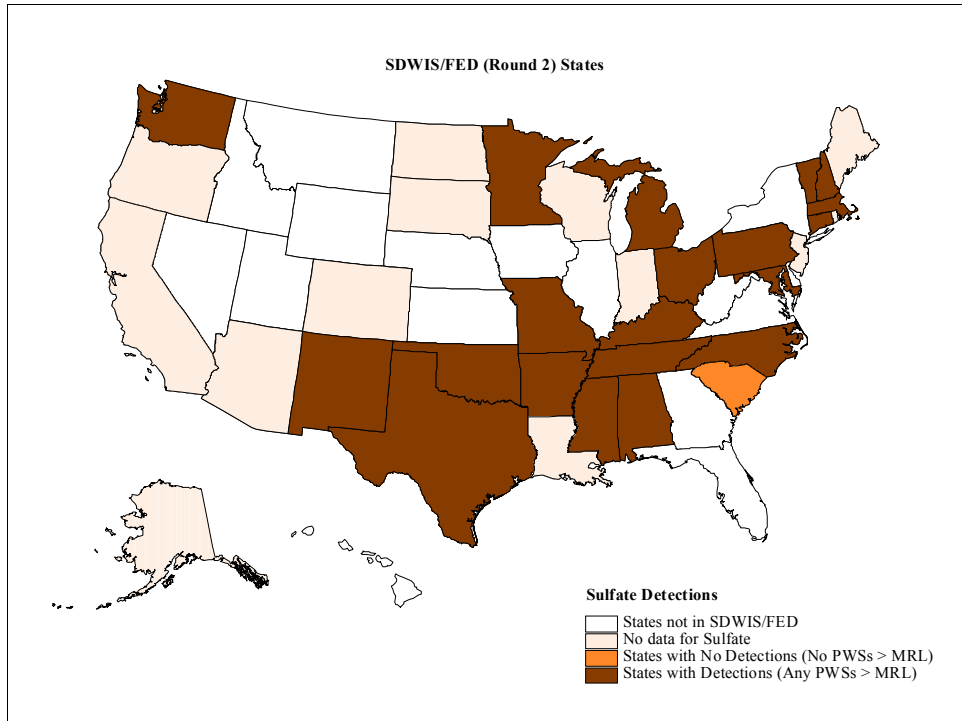 SDWIS/FED (Round 2) States
Sulfate Detections
States not in SDWIS/FED
No data for Sulfate
States with No Detections (No PWSs > MRL)
States with Detections (Any PWSs > MRL)